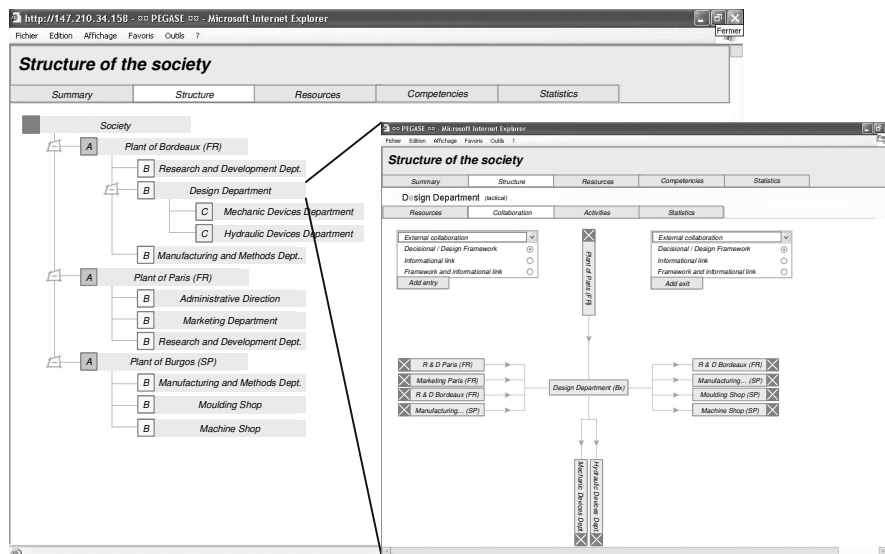 http://147.210.34.158 - ¤¤ PEGASE ¤¤ - Microsoft Internet Explorer
Fermer
Fichier Edition Affichage Favoris Outils ?
Structure of the society
Summary Structure Resources Competencies Statistics
Society
A Plant of Bordeaux (FR)
B Research and Development Dept.
B Design Department
C Mechanic Devices Department
C Hydraulic Devices Department
B Manufacturing and Methods Dept..
A Plant of Paris (FR)
B Administrative Direction
B Marketing Department
B Research and Development Dept.
A Plant of Burgos (SP)
B Manufacturing and Methods Dept.
B Moulding Shop
B Machine Shop
¤¤ PEGASE ¤¤ - Microsoft Internet Explorer
Fichier Edition Affichage Favoris Outils ?
Structure of the society
Summary Structure Resources Competencies Statistics
Design Department (tactical)
Resources Collaboration Activities Statistics
External collaboration
Decisional / Design Framework
Informational link
Framework and informational link
Add entry
Plant of Paris (FR)
External collaboration
Decisional / Design Framework
Informational link
Framework and informational link
Add exit
R & D Paris (FR)
Marketing Paris (FR)
R & D Bordeaux (FR)
Manufacturing... (SP)
Design Department (Bx)
R & D Bordeaux (FR)
Manufacturing... (SP)
Moulding Shop (SP)
Machine Shop (SP)
Mechanic Devices Dept
Hydraulic Devices Dept.